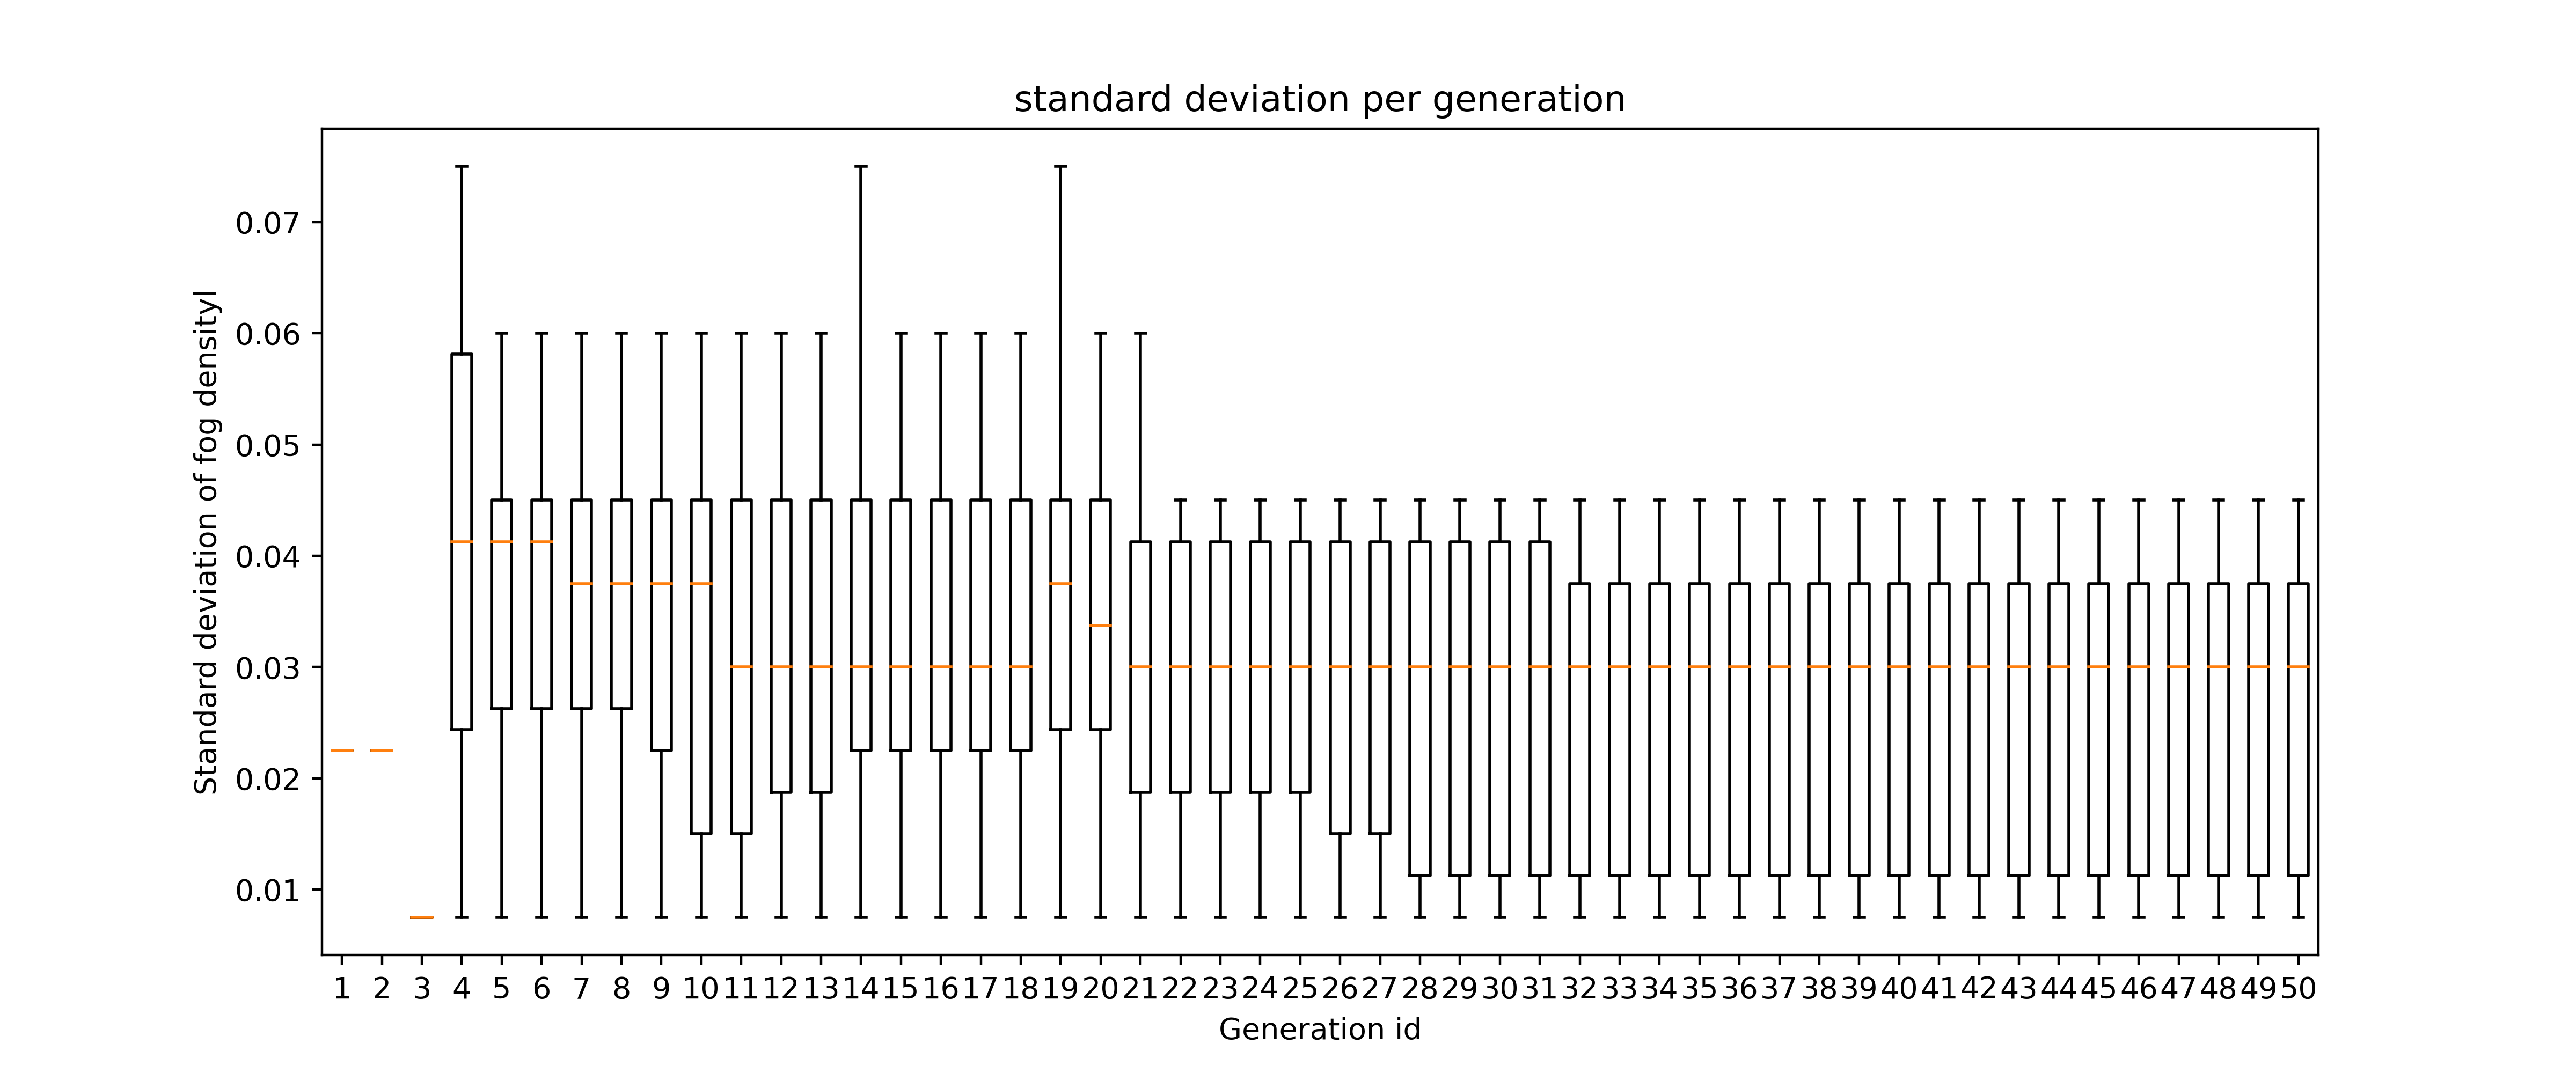 standard deviation per generation
Standard deviation of fog density)
0.07
0.06
0.05
0.04
0.03
0.02
0.01
1 2 3 4 5 6 7 8 9 10 11 12 13 14 15 16 17 18 19 20 21 22 23 24 25 26 27 28 29 30 31 32 33 34 35 36 37 38 39 40 41 42 43 44 45 46 47 48 49 50
Generation id